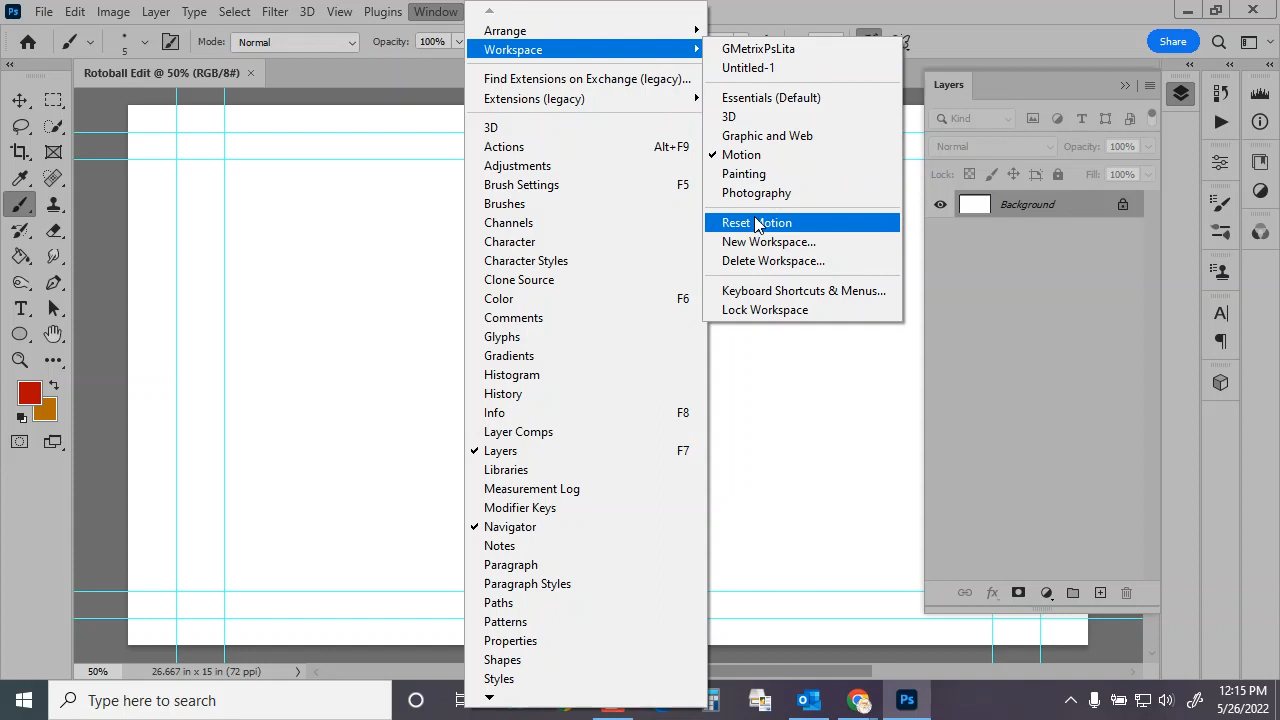 Ps File Edit Image Layer Type Select Filter 3D View Plugins Window
5 Mode: Normal Opacity: 100% Share
Rotoball Edit @ 50% (RGB/8#)
Arrange
Workspace
Find Extensions on Exchange (legacy)...
Extensions (legacy)
3D
Actions Alt+F9
Adjustments
Brush Settings F5
Brushes
Channels
Character
Character Styles
Clone Source
Color F6
Comments
Glyphs
Gradients
Histogram
History
Info F8
Layer Comps
Layers F7
Libraries
Measurement Log
Modifier Keys
Navigator
Notes
Paragraph
Paragraph Styles
Paths
Patterns
Properties
Shapes
Styles
GMetrixPsLita
Untitled-1
Essentials (Default)
3D
Graphic and Web
Motion
Painting
Photography
Reset Motion
New Workspace...
Delete Workspace...
Keyboard Shortcuts & Menus...
Lock Workspace
Layers
Kind
Normal Opacity: 100%
Lock: Fill: 100%
Background
50% 26.667 in x 15 in (72 ppi)
Type here to search
Ps
12:15 PM
5/26/2022